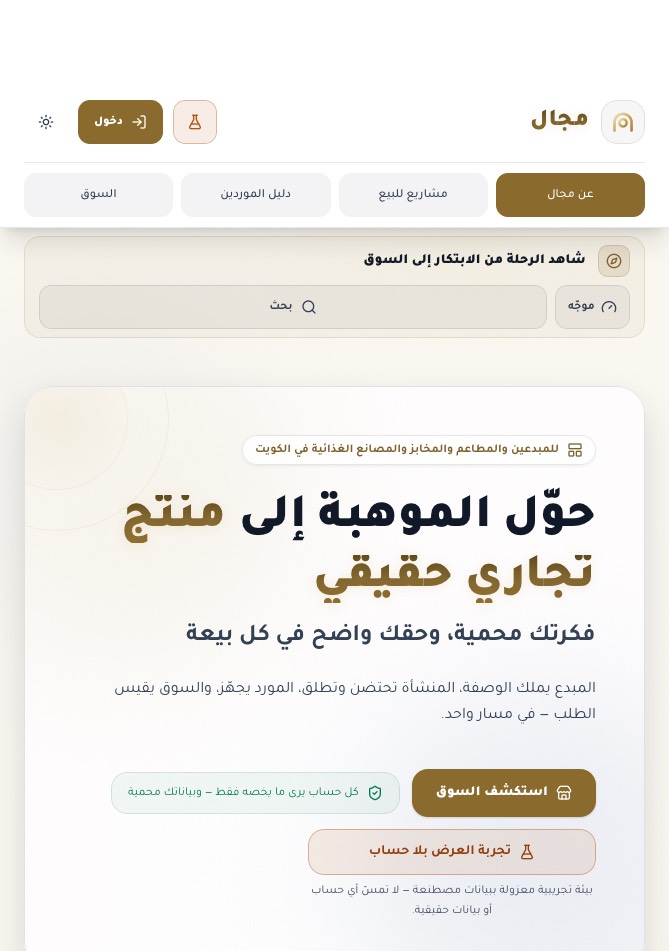 مجال
دخول
عن مجال
مشاريع للبيع
دليل الموردين
السوق
شاهد الرحلة من الابتكار إلى السوق
موجّه
بحث
للمبدعين والمطاعم والمخابز والمصانع الغذائية في الكويت
حوّل الموهبة إلى منتج
تجاري حقيقي
فكرتك محمية، وحقك واضح في كل بيعة
المبدع يملك الوصفة، المنشأة تحتضن وتطلق، المورد يجهّز، والسوق يقيس
الطلب — في مسار واحد.
استكشف السوق
كل حساب يرى ما يخصه فقط — وبياناتك محمية
تجربة العرض بلا حساب
بيئة تجريبية معزولة ببيانات مصطنعة — لا تمسّ أي حساب
أو بيانات حقيقية.